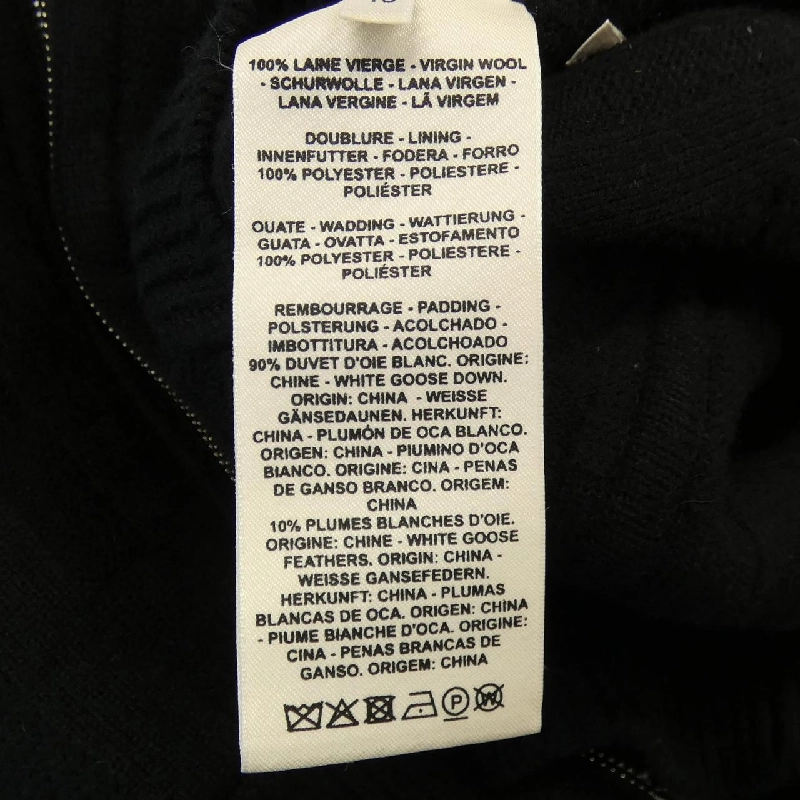 100% LAINE VIERGE - VIRGIN WOOL
- SCHURWOLLE - LANA VIRGEN -
LANA VERGINE - LÃ VIRGEM
DOUBLURE - LINING -
INNENFUTTER - FODERA - FORRO
100% POLYESTER - POLIESTERE -
POLIÉSTER
OUATE - WADDING - WATTIERUNG -
GUATA - OVATTA - ESTOFAMENTO
100% POLYESTER - POLIESTERE -
POLIÉSTER
REMBOURRAGE - PADDING -
POLSTERUNG - ACOLCHADO -
IMBOTTITURA - ACOLCHOADO
90% DUVET D'OIE BLANC. ORIGINE:
CHINE - WHITE GOOSE DOWN.
ORIGIN: CHINA - WEISSE
GÄNSEDAUNEN. HERKUNFT:
CHINA - PLUMÓN DE OCA BLANCO.
ORIGEN: CHINA - PIUMINO D'OCA
BIANCO. ORIGINE: CINA - PENAS
DE GANSO BRANCO. ORIGEM:
CHINA
10% PLUMES BLANCHES D'OIE.
ORIGINE: CHINE - WHITE GOOSE
FEATHERS. ORIGIN: CHINA -
WEISSE GANSEFEDERN.
HERKUNFT: CHINA - PLUMAS
BLANCAS DE OCA. ORIGEN: CHINA
- PIUME BIANCHE D'OCA. ORIGINE:
CINA - PENAS BRANCAS DE
GANSO. ORIGEM: CHINA
P W